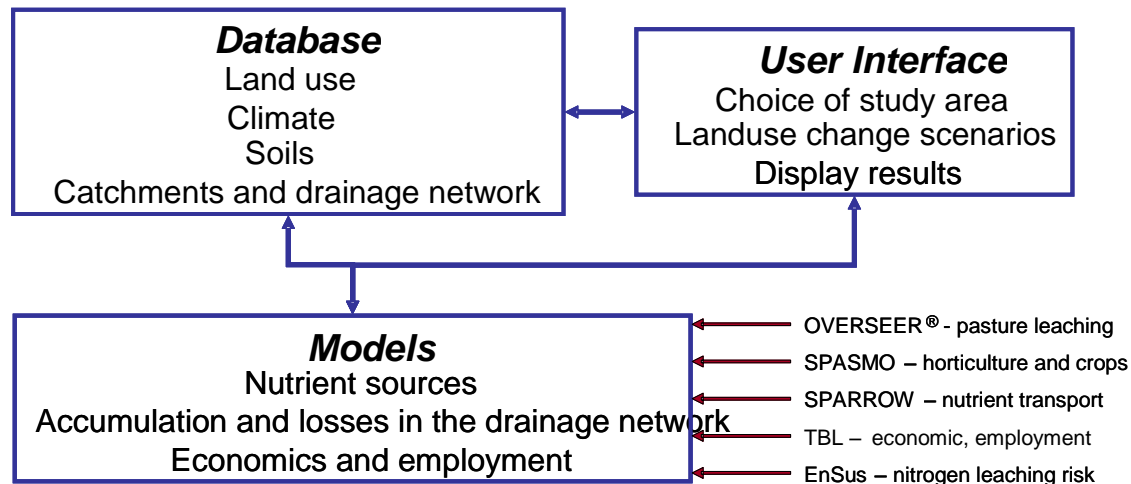 Database
Land use
Climate
Soils
Catchments and drainage network
User Interface
Choice of study area
Landuse change scenarios
Display results
Models
Nutrient sources
Accumulation and losses in the drainage network
Economics and employment
OVERSEER® - pasture leaching
SPASMO – horticulture and crops
SPARROW – nutrient transport
TBL – economic, employment
EnSus – nitrogen leaching risk